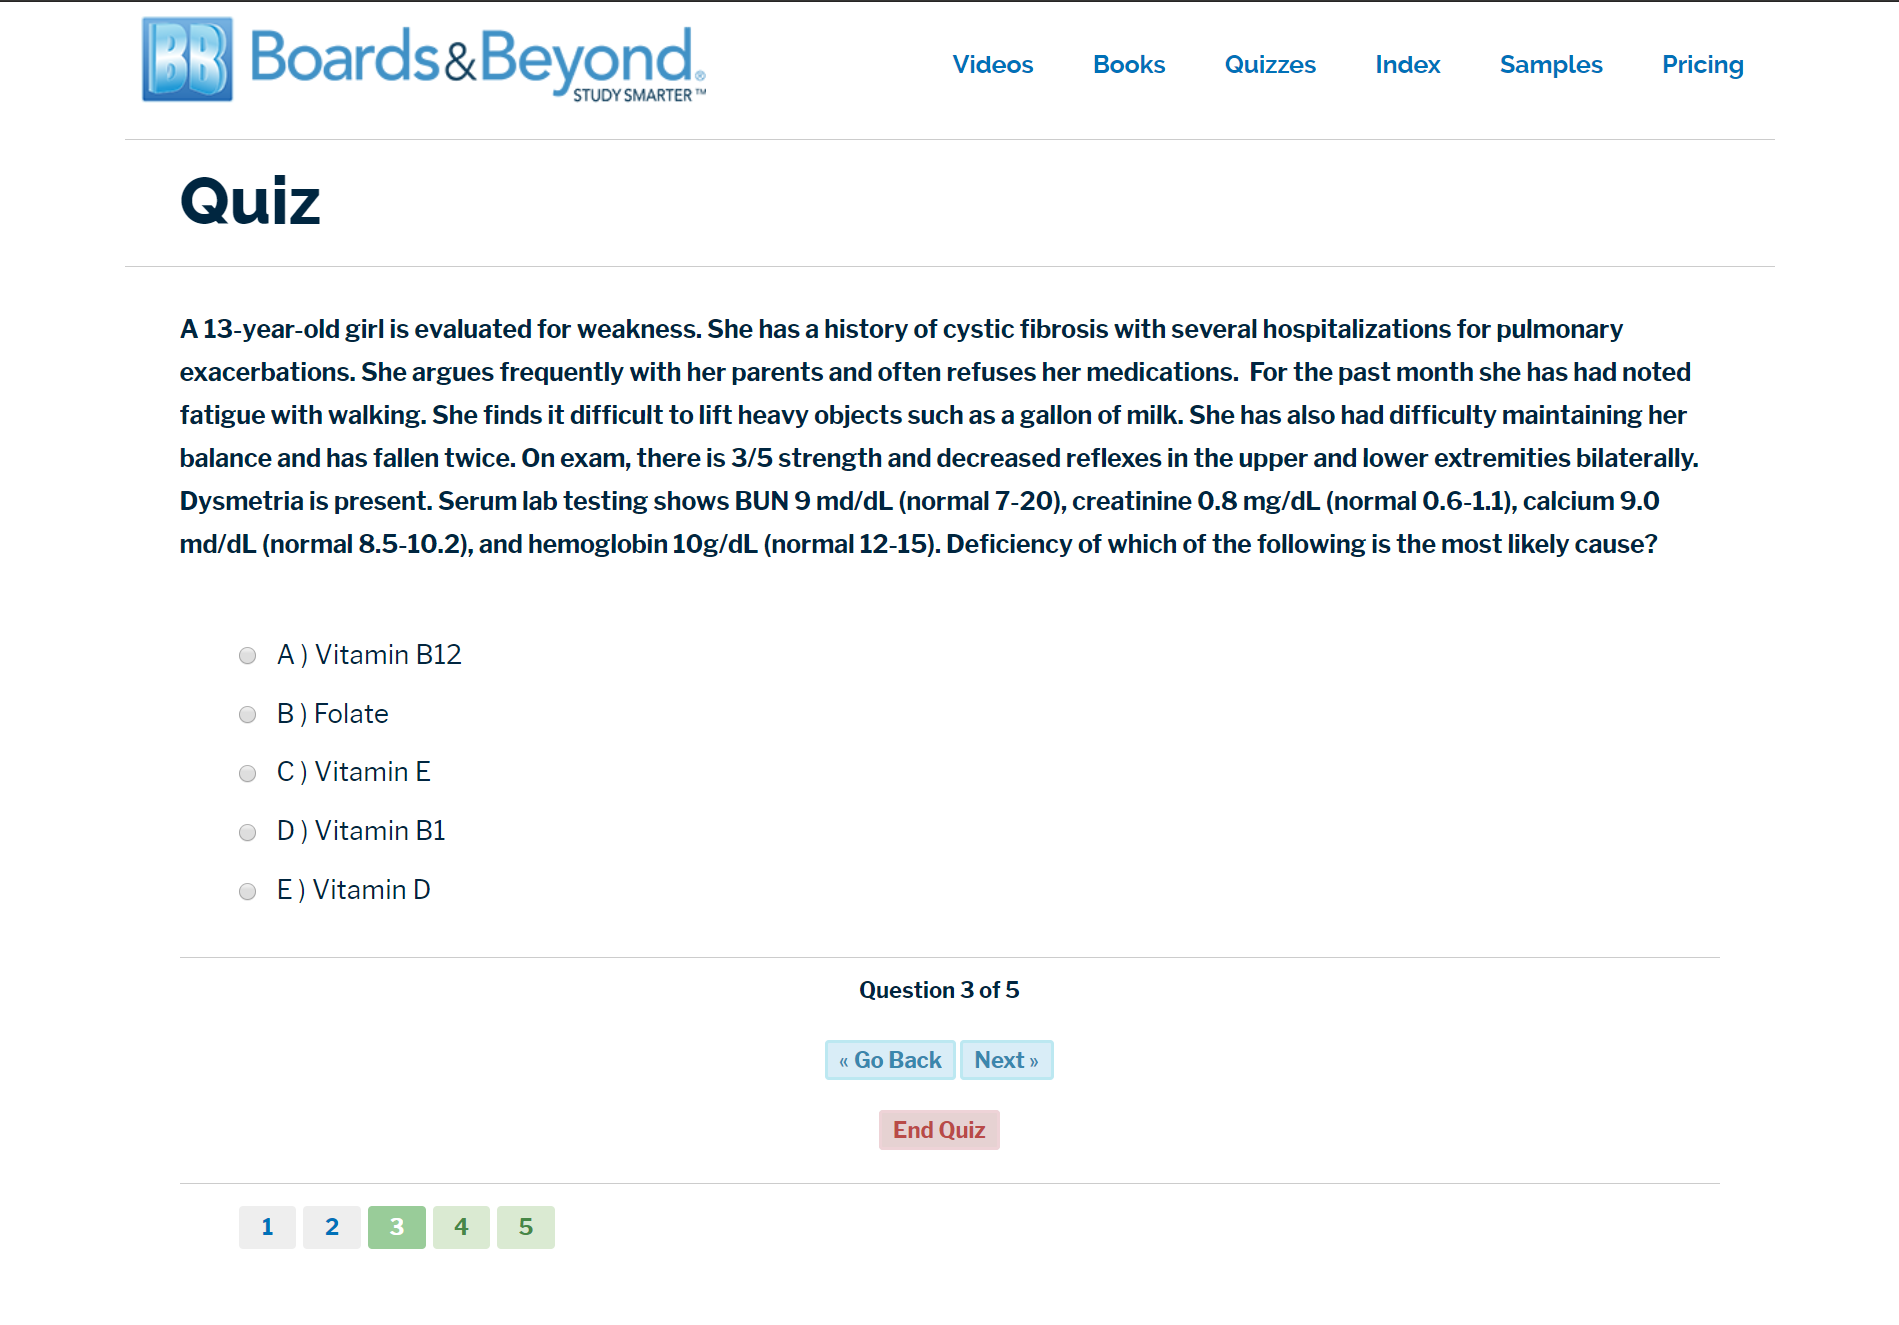 BB Boards&Beyond®
STUDY SMARTER™
Videos Books Quizzes Index Samples Pricing
Quiz
A 13-year-old girl is evaluated for weakness. She has a history of cystic fibrosis with several hospitalizations for pulmonary
exacerbations. She argues frequently with her parents and often refuses her medications.  For the past month she has had noted
fatigue with walking. She finds it difficult to lift heavy objects such as a gallon of milk. She has also had difficulty maintaining her
balance and has fallen twice. On exam, there is 3/5 strength and decreased reflexes in the upper and lower extremities bilaterally.
Dysmetria is present. Serum lab testing shows BUN 9 md/dL (normal 7-20), creatinine 0.8 mg/dL (normal 0.6-1.1), calcium 9.0
md/dL (normal 8.5-10.2), and hemoglobin 10g/dL (normal 12-15). Deficiency of which of the following is the most likely cause?
A ) Vitamin B12
B ) Folate
C ) Vitamin E
D ) Vitamin B1
E ) Vitamin D
Question 3 of 5
« Go Back Next »
End Quiz
1 2 3 4 5